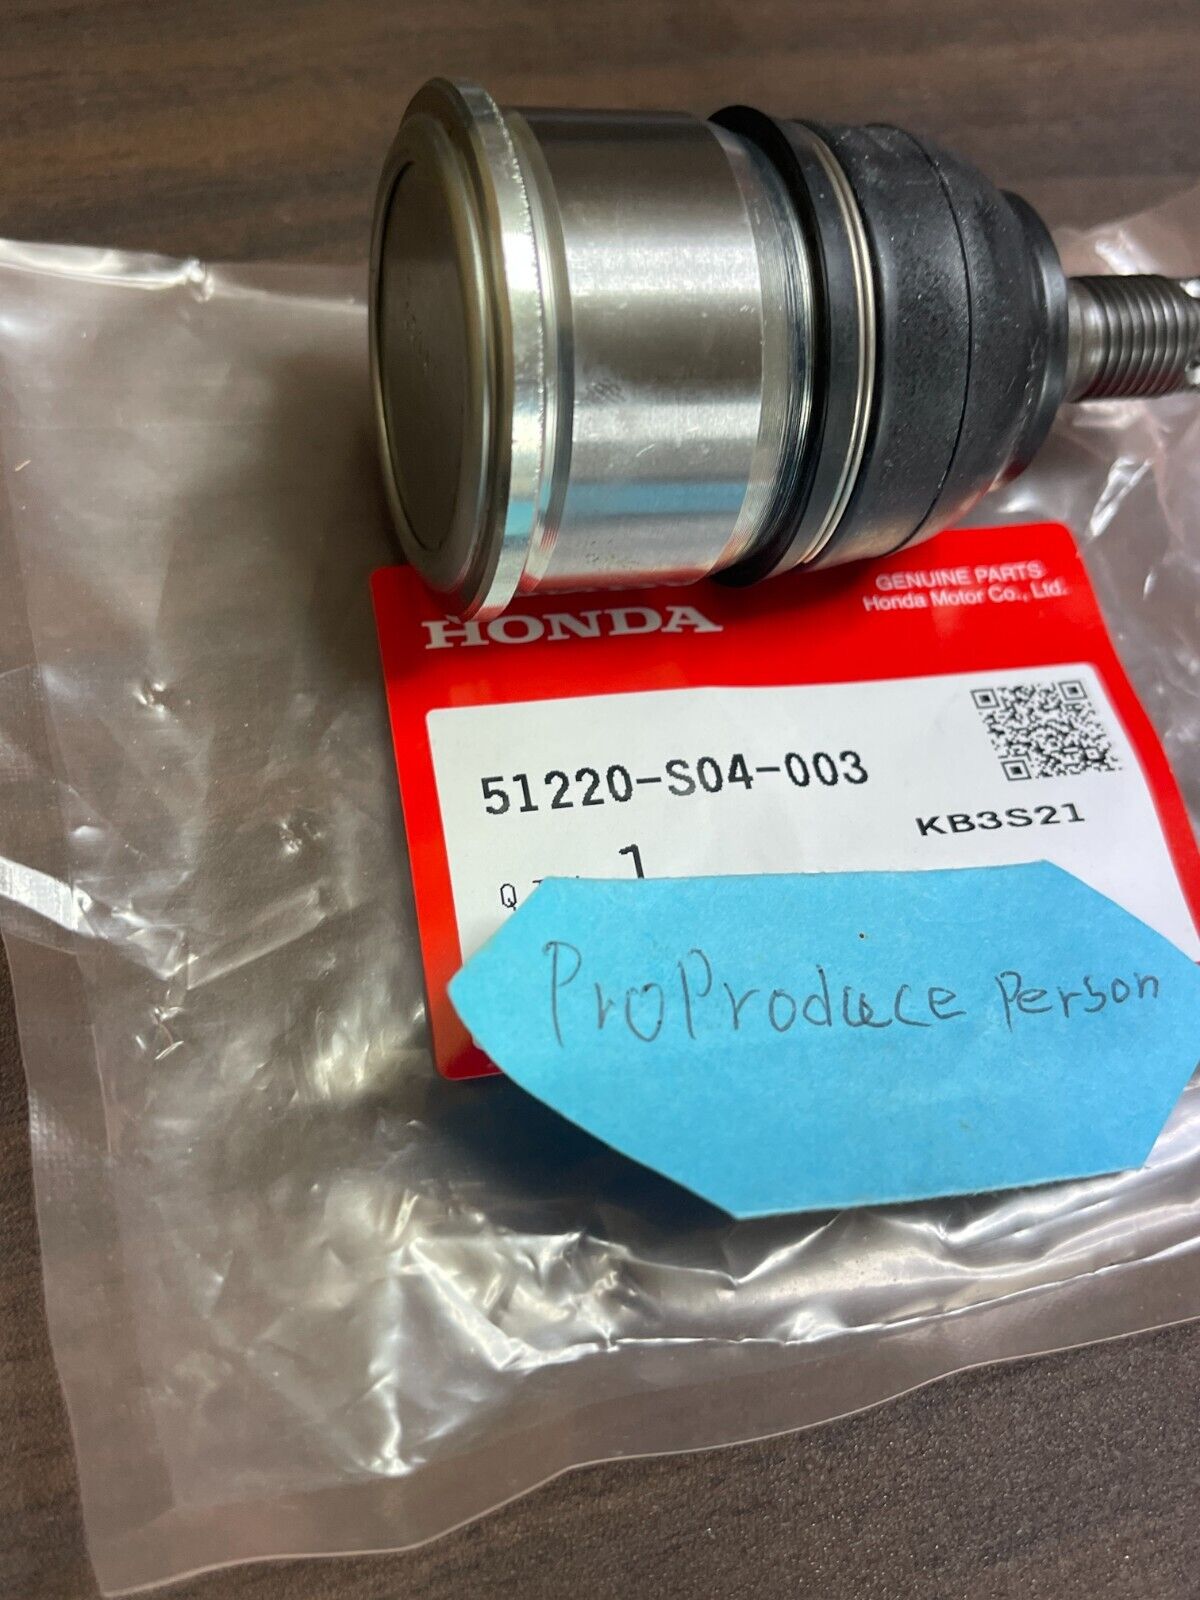 HONDA
GENUINE PARTS
Honda Motor Co., Ltd.
51220-S04-003
KB3S21
1
ProProduce Person